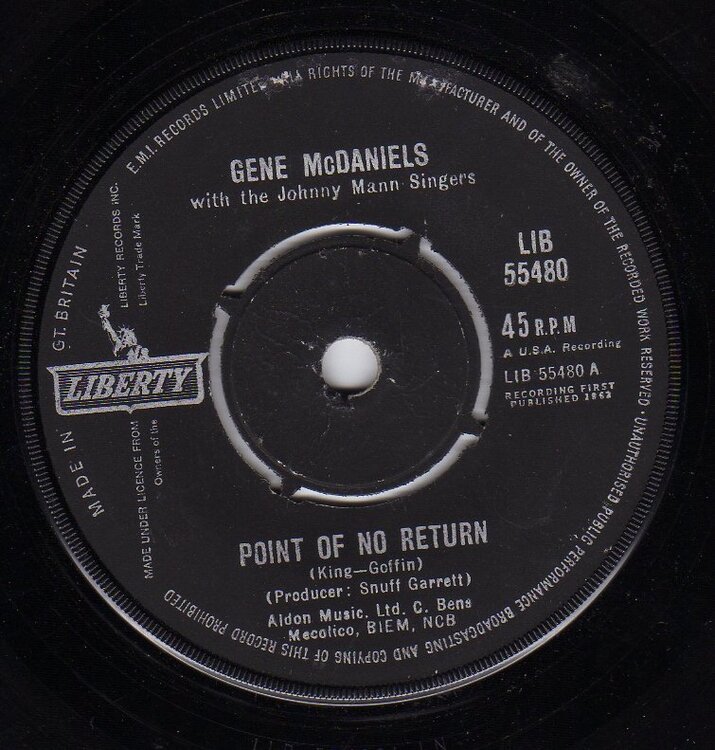 E.M.I. RECORDS LIMITED RIGHTS OF THE MANUFACTURER AND OF THE OWNER OF THE RECORDED WORK RESERVED · UNAUTHORISED PUBLIC PERFORMANCE BROADCASTING AND COPYING OF THIS RECORD PROHIBITED
MADE IN GT. BRITAIN
GENE McDANIELS
with the Johnny Mann Singers
LIB
55480
45 R.P.M
A U.S.A. Recording
LIB 55480 A
RECORDING FIRST
PUBLISHED 1962
LIBERTY
MADE UNDER LICENCE FROM LIBERTY RECORDS INC.
Owners of the Liberty Trade Mark
POINT OF NO RETURN
(King—Goffin)
(Producer: Snuff Garrett)
Aldon Music, Ltd. C. Bens
Mecolico, BIEM, NCB